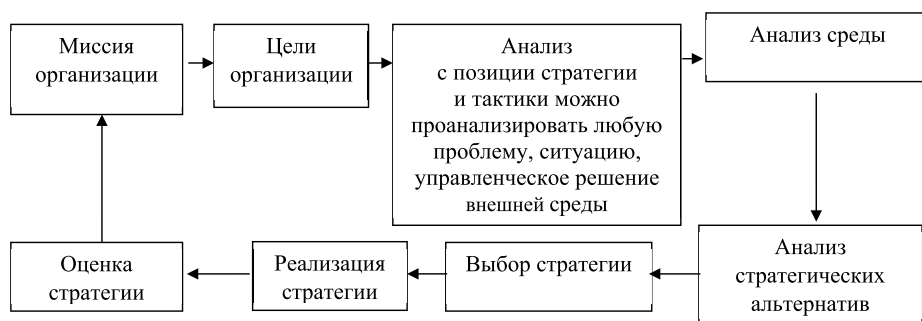 Миссия
организации
Цели
организации
Анализ
с позиции стратегии
и тактики можно
проанализировать любую
проблему, ситуацию,
управленческое решение
внешней среды
Анализ среды
Анализ
стратегических
альтернатив
Выбор стратегии
Реализация
стратегии
Оценка
стратегии